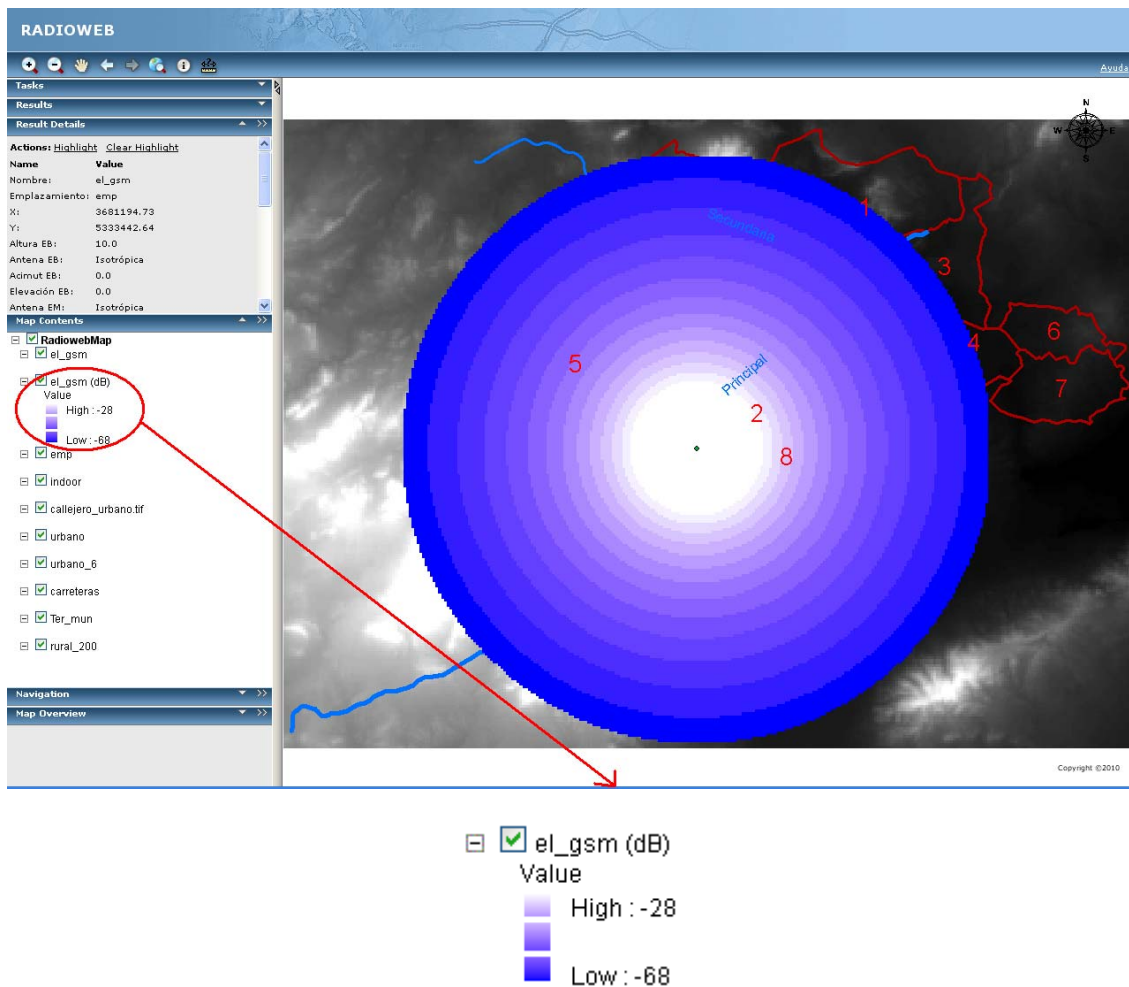 RADIOWEB
Ayuda
Tasks
Results
Result Details
Actions: Highlight Clear Highlight
Name Value
Nombre: el_gsm
Emplazamiento: emp
X: 3681194.73
Y: 5333442.64
Altura EB: 10.0
Antena EB: Isotrópica
Acimut EB: 0.0
Elevación EB: 0.0
Antena EM: Isotrópica
Map Contents
RadiowebMap
el_gsm
el_gsm (dB)
Value
High : -28
Low : -68
emp
indoor
callejero_urbano.tif
urbano
urbano_6
carreteras
Ter_mun
rural_200
Navigation
Map Overview
N
W E
S
1
Secundaria
3
6
4
5
Principal
7
2
8
Copyright ©2010
el_gsm (dB)
Value
High : -28
Low : -68